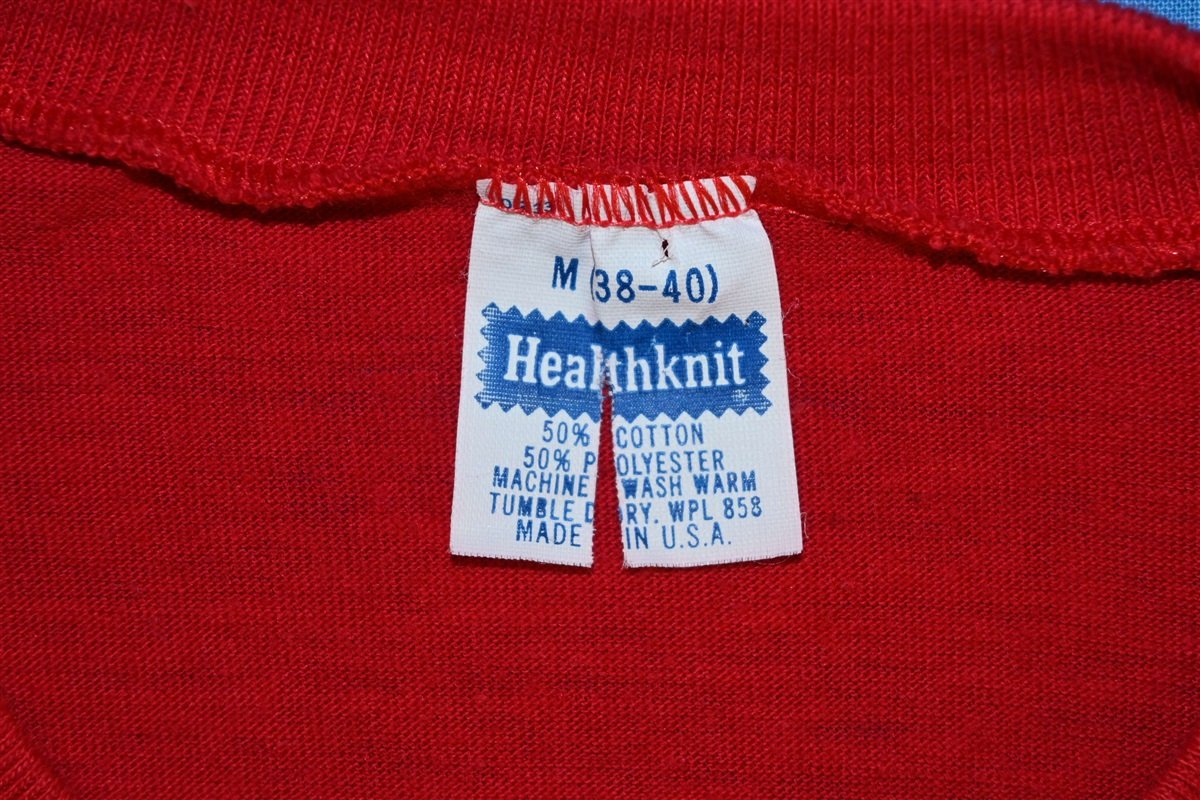 M (38-40)
Healthknit
50% COTTON
50% POLYESTER
MACHINE WASH WARM
TUMBLE DRY. WPL 858
MADE IN U.S.A.